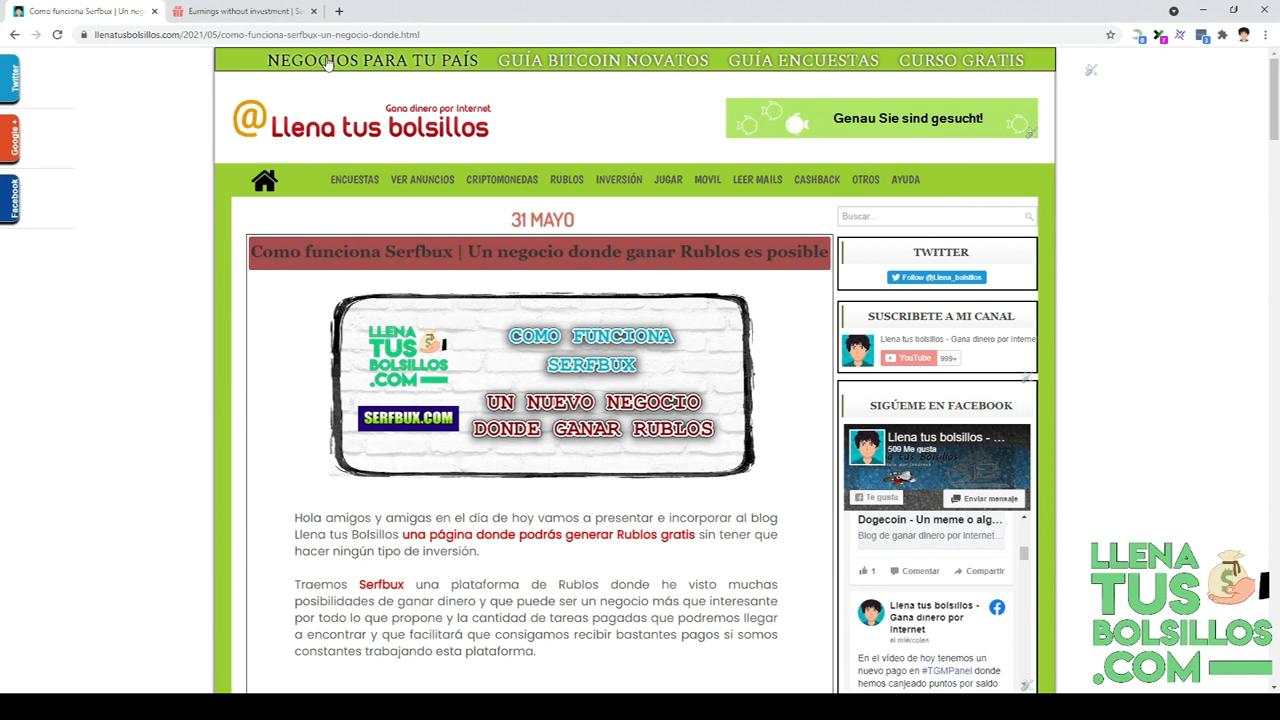 Como funciona Serfbux | Un neg
Earnings without investment | Se
llenatusbolsillos.com/2021/05/como-funciona-serfbux-un-negocio-donde.html
NEGOCIOS PARA TU PAÍS GUÍA BITCOIN NOVATOS GUÍA ENCUESTAS CURSO GRATIS
Twitter
Google +
Facebook
@
Gana dinero por Internet
Llena tus bolsillos
Genau Sie sind gesucht!
ENCUESTAS VER ANUNCIOS CRIPTOMONEDAS RUBLOS INVERSIÓN JUGAR MOVIL LEER MAILS CASHBACK OTROS AYUDA
31 MAYO
Como funciona Serfbux | Un negocio donde ganar Rublos es posible
LLENA
TUS
BOLSILLOS
.COM
SERFBUX.COM
COMO FUNCIONA
SERFBUX
UN NUEVO NEGOCIO
DONDE GANAR RUBLOS
Hola amigos y amigas en el día de hoy vamos a presentar e incorporar al blog
Llena tus Bolsillos una página donde podrás generar Rublos gratis sin tener que
hacer ningún tipo de inversión.
Traemos Serfbux una plataforma de Rublos donde he visto muchas
posibilidades de ganar dinero y que puede ser un negocio más que interesante
por todo lo que propone y la cantidad de tareas pagadas que podremos llegar
a encontrar y que facilitará que consigamos recibir bastantes pagos si somos
constantes trabajando esta plataforma.
Buscar...
TWITTER
Follow @Llena_bolsillos
SUSCRIBETE A MI CANAL
Llena tus bolsillos - Gana dinero por Interne
YouTube 999+
SIGÚEME EN FACEBOOK
Llena tus bolsillos - ...
509 Me gusta
Te gusta
Enviar mensaje
Dogecoin - Un meme o alg...
Blog de ganar dinero por Internet...
1 Comentar Compartir
Llena tus bolsillos -
Gana dinero por
Internet
el miércoles
En el vídeo de hoy tenemos un
nuevo pago en #TGMPanel donde
hemos canjeado puntos por saldo
LLENA
TUS
BOLSILLOS
.COM